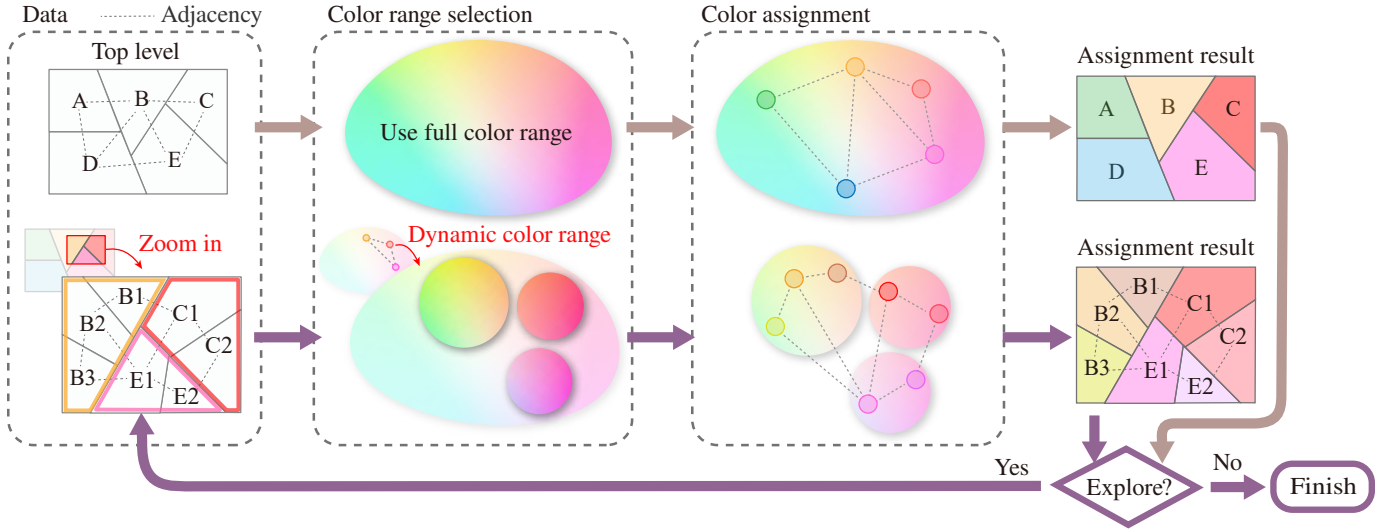 Data
Adjacency
Color range selection
Color assignment
Top level
A
B
C
D
E
Use full color range
Assignment result
A
B
C
D
E
Zoom in
B1
B2
C1
C2
B3
E1
E2
Dynamic color range
Assignment result
B1
B2
C1
C2
B3
E1
E2
Yes
Explore?
No
Finish